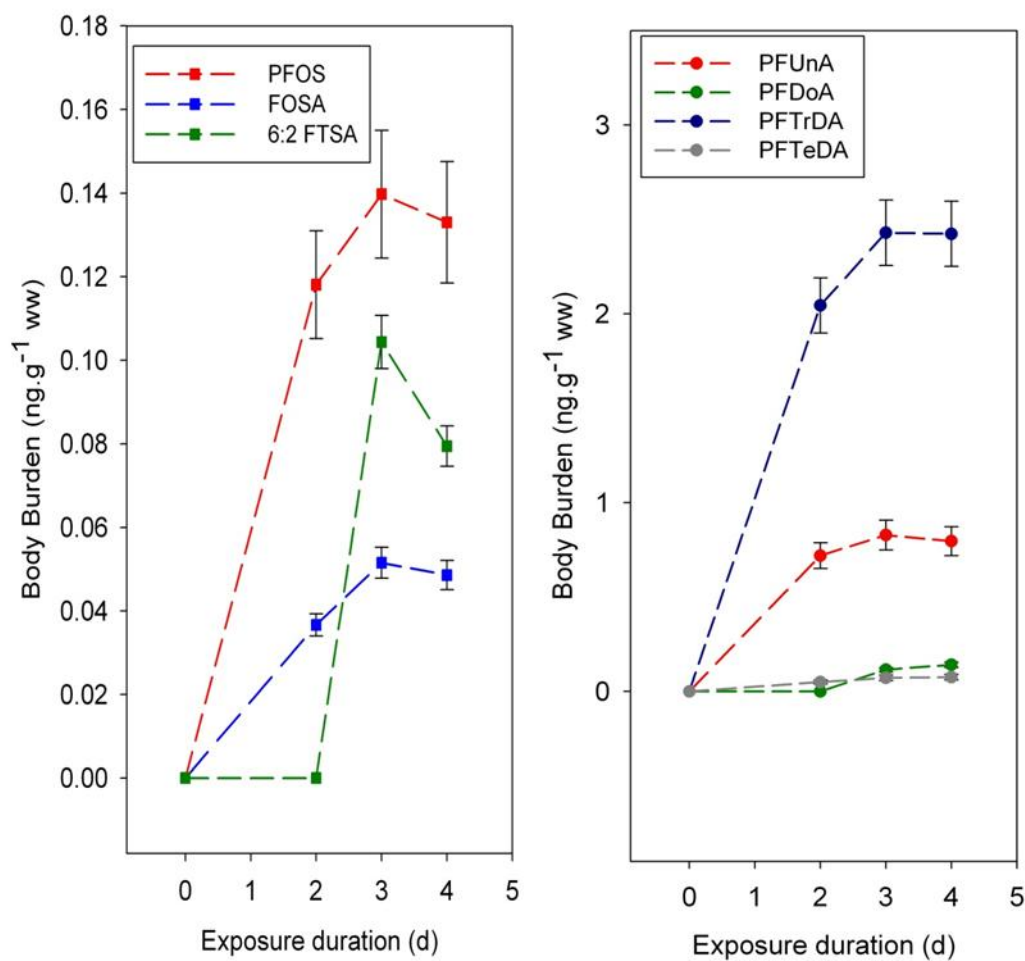 PFOS
FOSA
6:2 FTSA
0.18
0.16
0.14
0.12
0.10
0.08
0.06
0.04
0.02
0.00
Body Burden (ng.g⁻¹ ww)
0 1 2 3 4 5
Exposure duration (d)
PFUnA
PFDoA
PFTrDA
PFTeDA
3
2
1
0
Body Burden (ng.g⁻¹ ww)
0 1 2 3 4 5
Exposure duration (d)